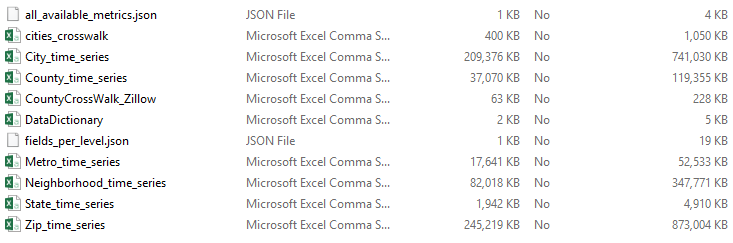 all_available_metrics.json JSON File 1 KB No 4 KB
cities_crosswalk Microsoft Excel Comma S... 400 KB No 1,050 KB
City_time_series Microsoft Excel Comma S... 209,376 KB No 741,030 KB
County_time_series Microsoft Excel Comma S... 37,070 KB No 119,355 KB
CountyCrossWalk_Zillow Microsoft Excel Comma S... 63 KB No 228 KB
DataDictionary Microsoft Excel Comma S... 2 KB No 5 KB
fields_per_level.json JSON File 1 KB No 19 KB
Metro_time_series Microsoft Excel Comma S... 17,641 KB No 52,533 KB
Neighborhood_time_series Microsoft Excel Comma S... 82,018 KB No 347,771 KB
State_time_series Microsoft Excel Comma S... 1,942 KB No 4,910 KB
Zip_time_series Microsoft Excel Comma S... 245,219 KB No 873,004 KB